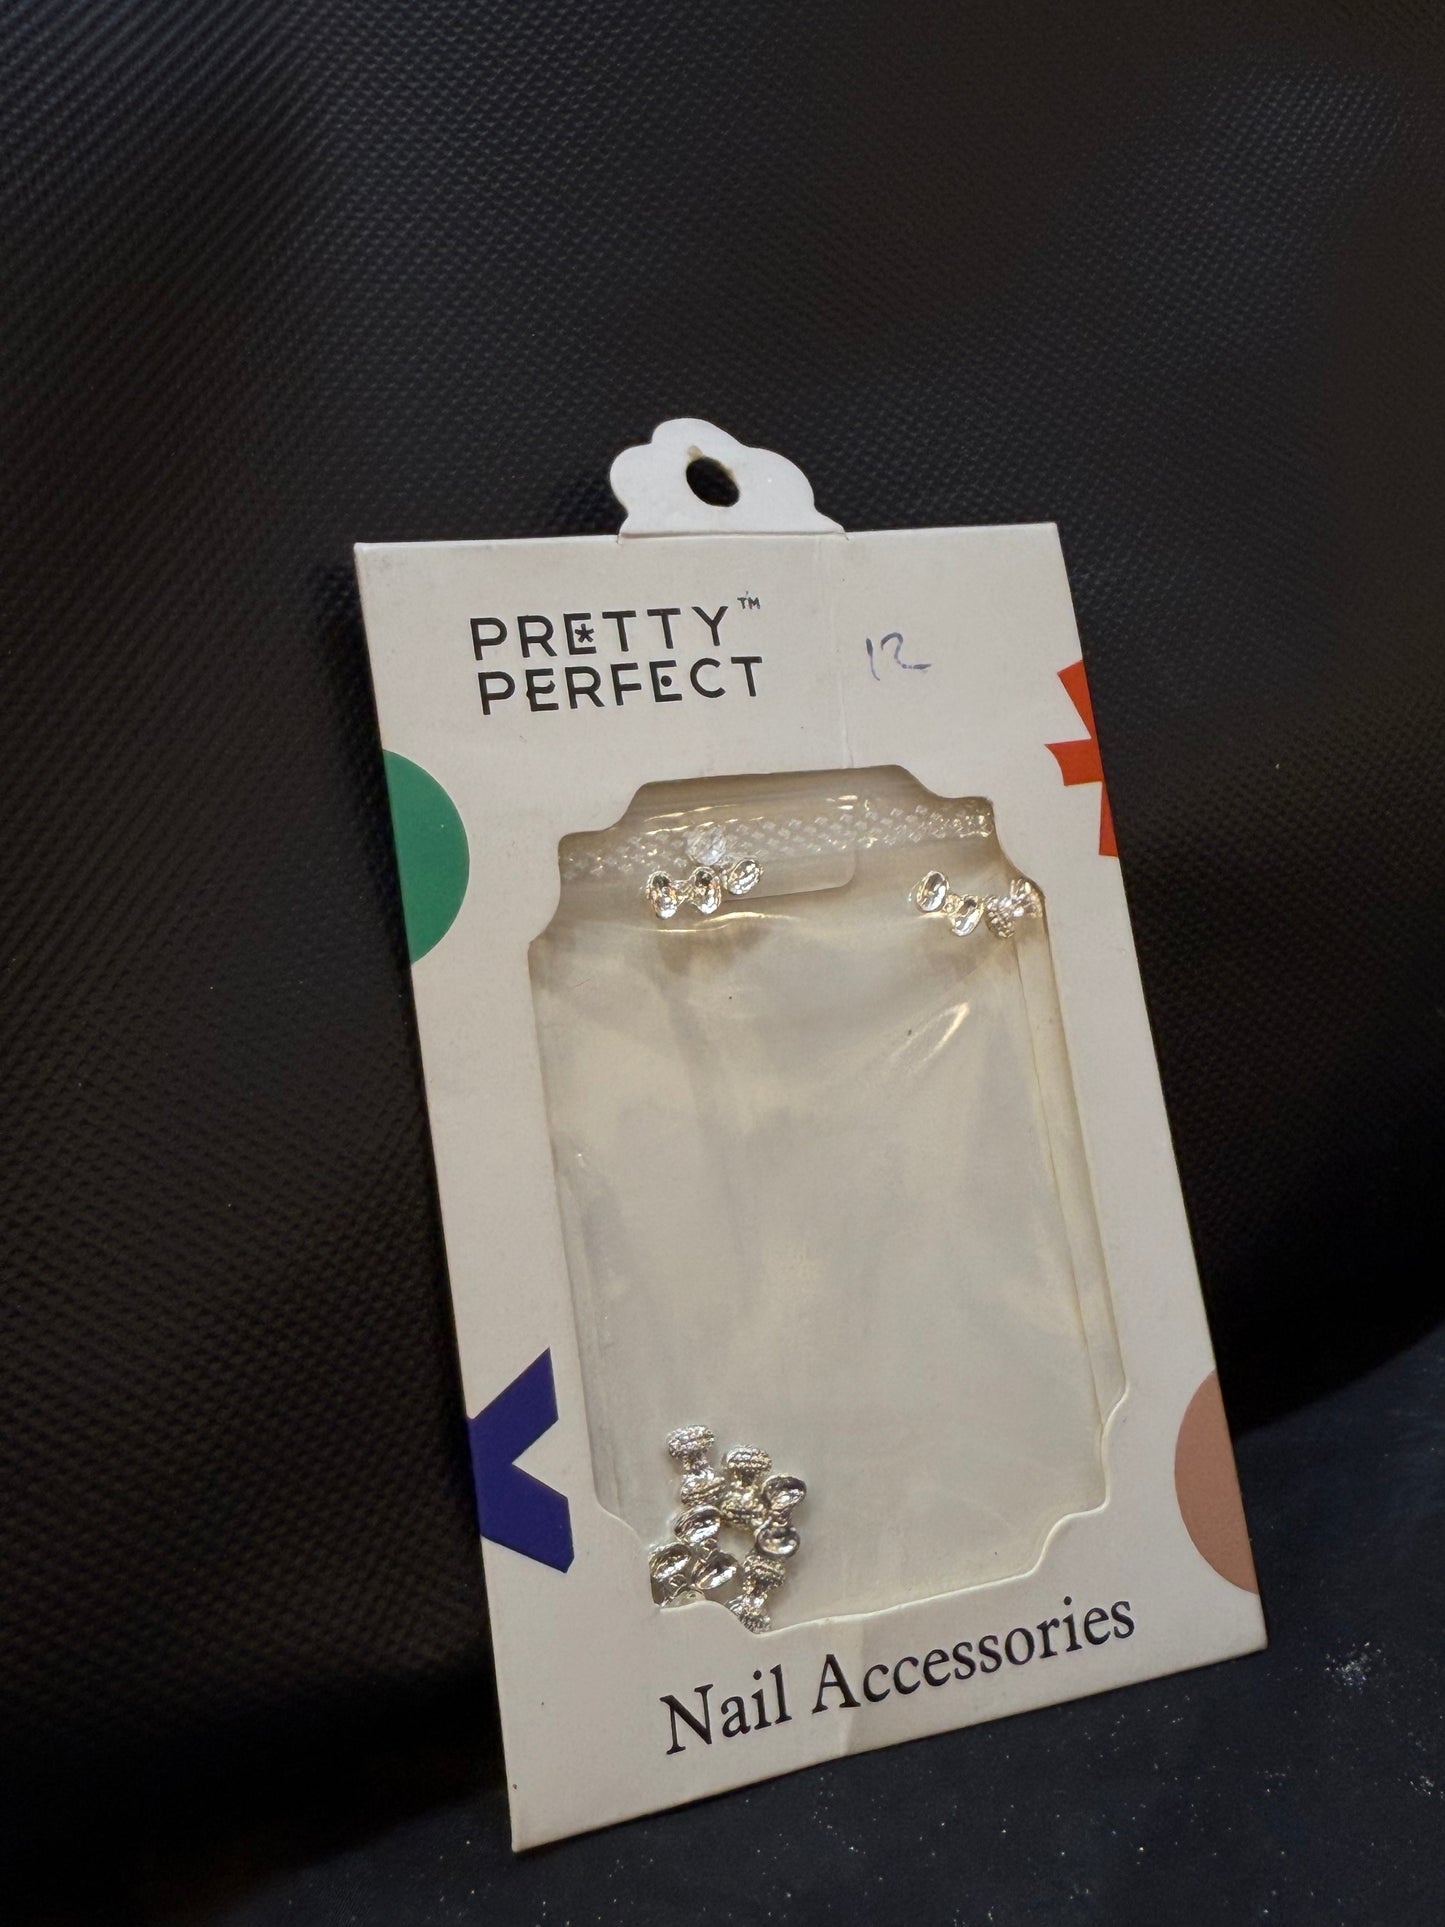 PRETTY™
PERFECT
12
Nail Accessories